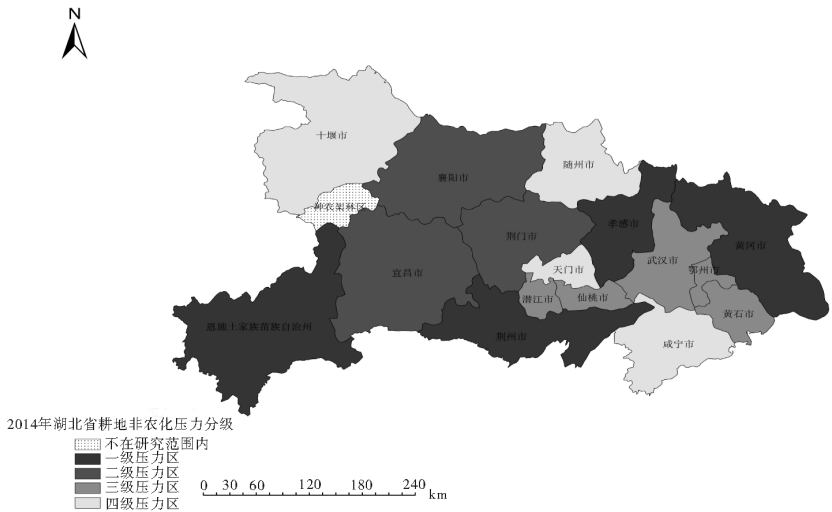 N
十堰市
襄阳市
随州市
神农架林区
荆门市
孝感市
黄冈市
宜昌市
天门市
武汉市
鄂州市
潜江市
仙桃市
黄石市
恩施土家族苗族自治州
荆州市
咸宁市
2014年湖北省耕地非农化压力分级
不在研究范围内
一级压力区
二级压力区
三级压力区
四级压力区
0 30 60 120 180 240 km